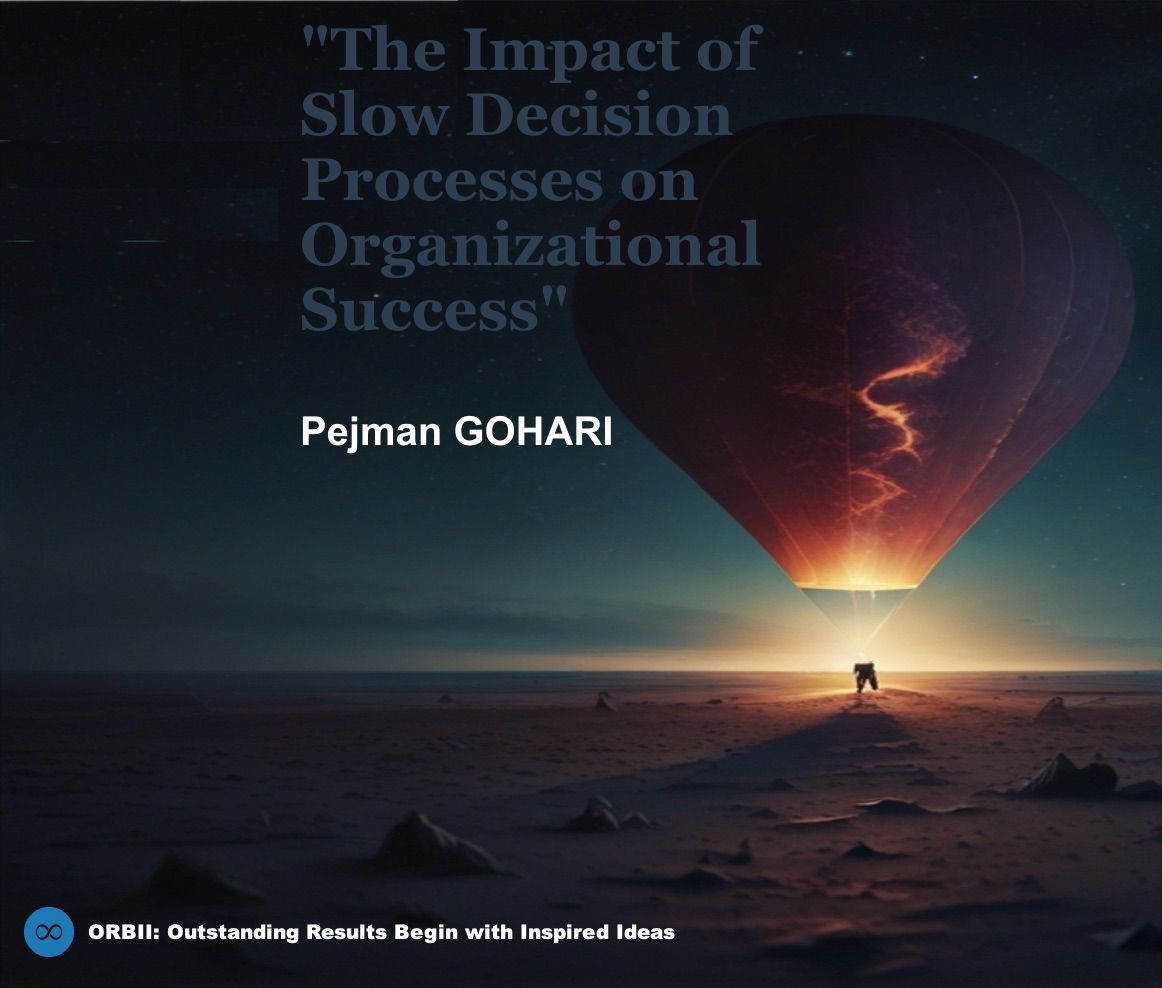 "The Impact of
Slow Decision
Processes on
Organizational
Success"
Pejman GOHARI
ORBII: Outstanding Results Begin with Inspired Ideas